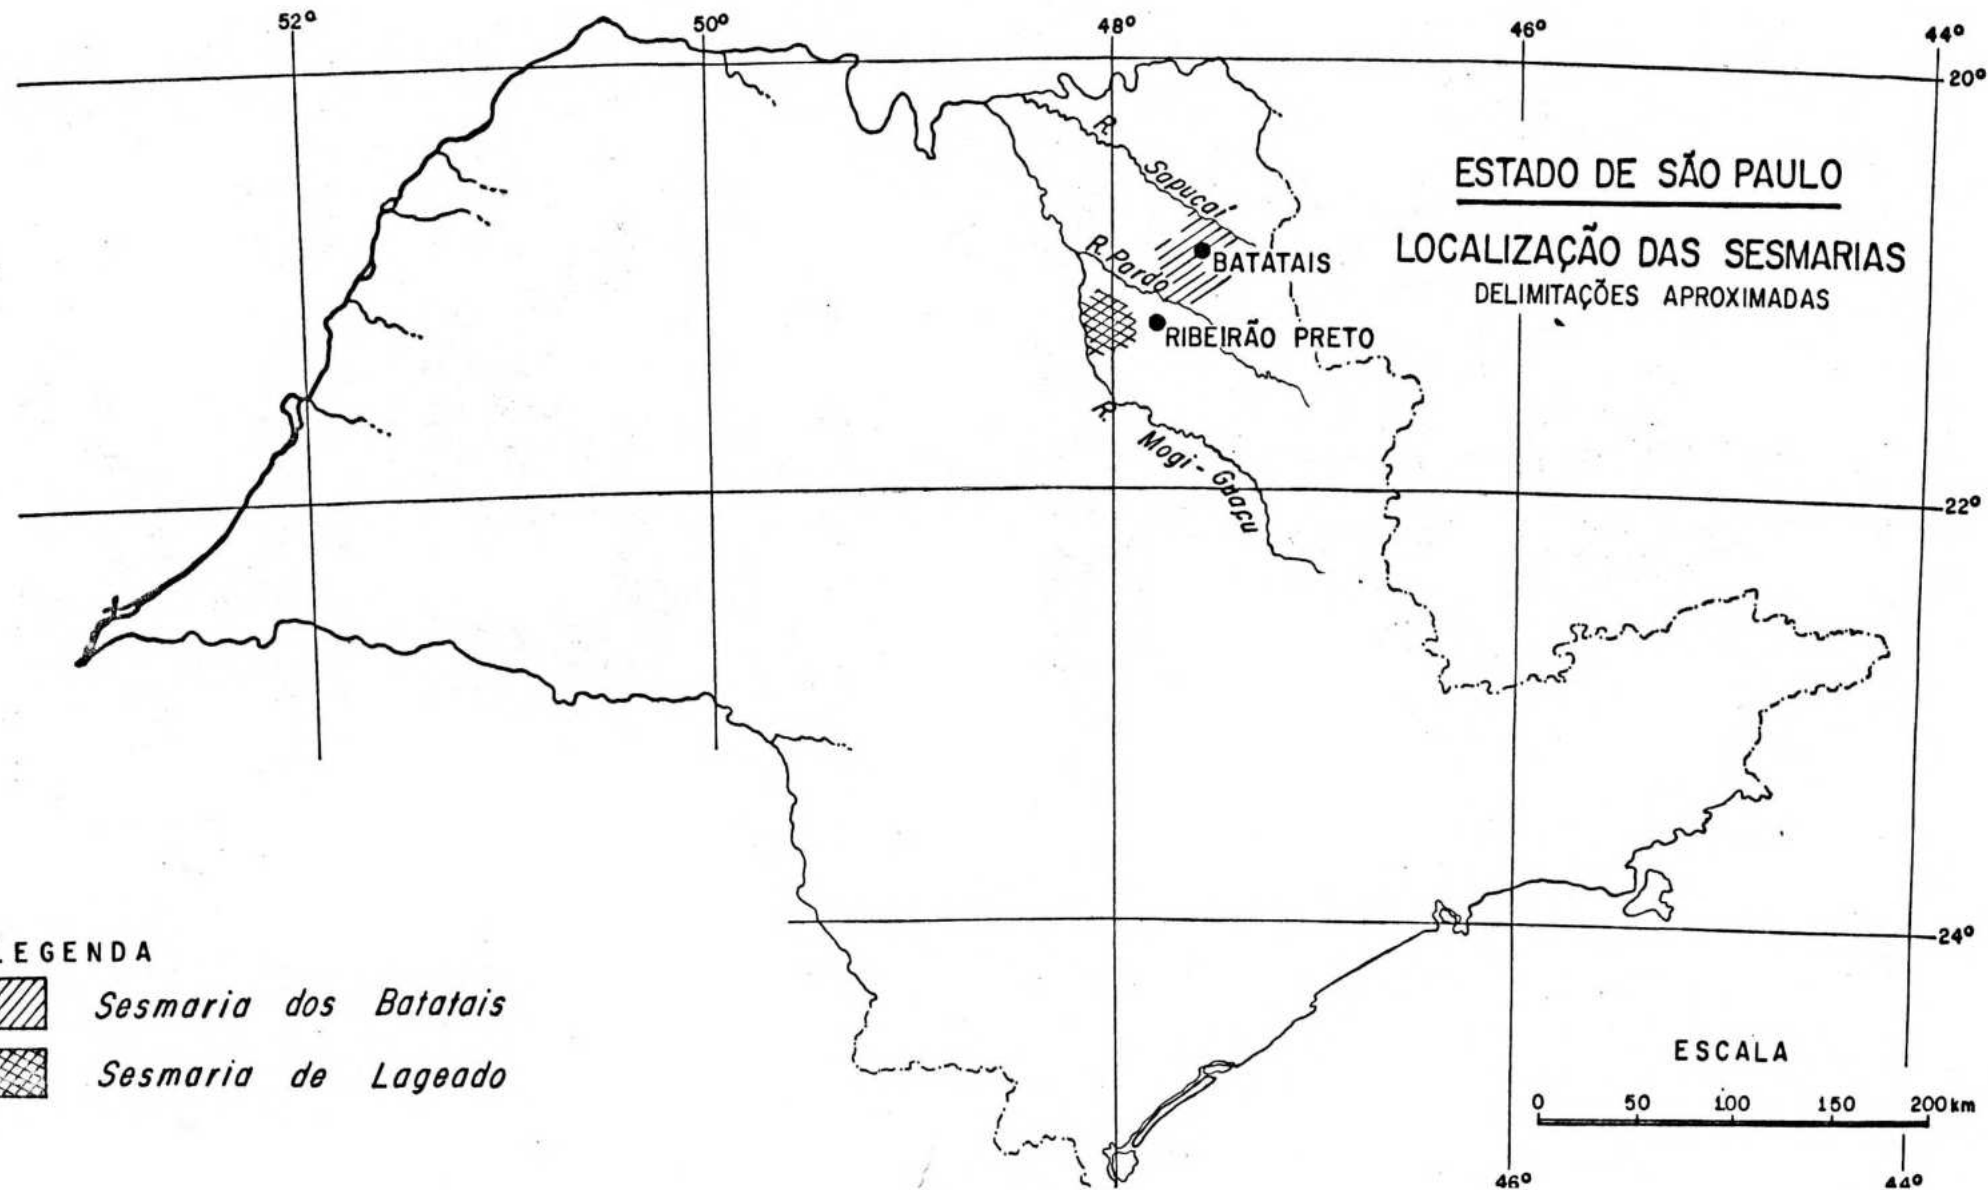 52º 50º 48º 46º 44º
20º
ESTADO DE SÃO PAULO
LOCALIZAÇÃO DAS SESMARIAS
DELIMITAÇÕES APROXIMADAS
R. Sapucaí
BATATAIS
R. Pardo
RIBEIRÃO PRETO
R. Mogi-Guaçu
22º
24º
LEGENDA
Sesmaria dos Batatais
Sesmaria de Lageado
ESCALA
0 50 100 150 200km
48º 46º 44º